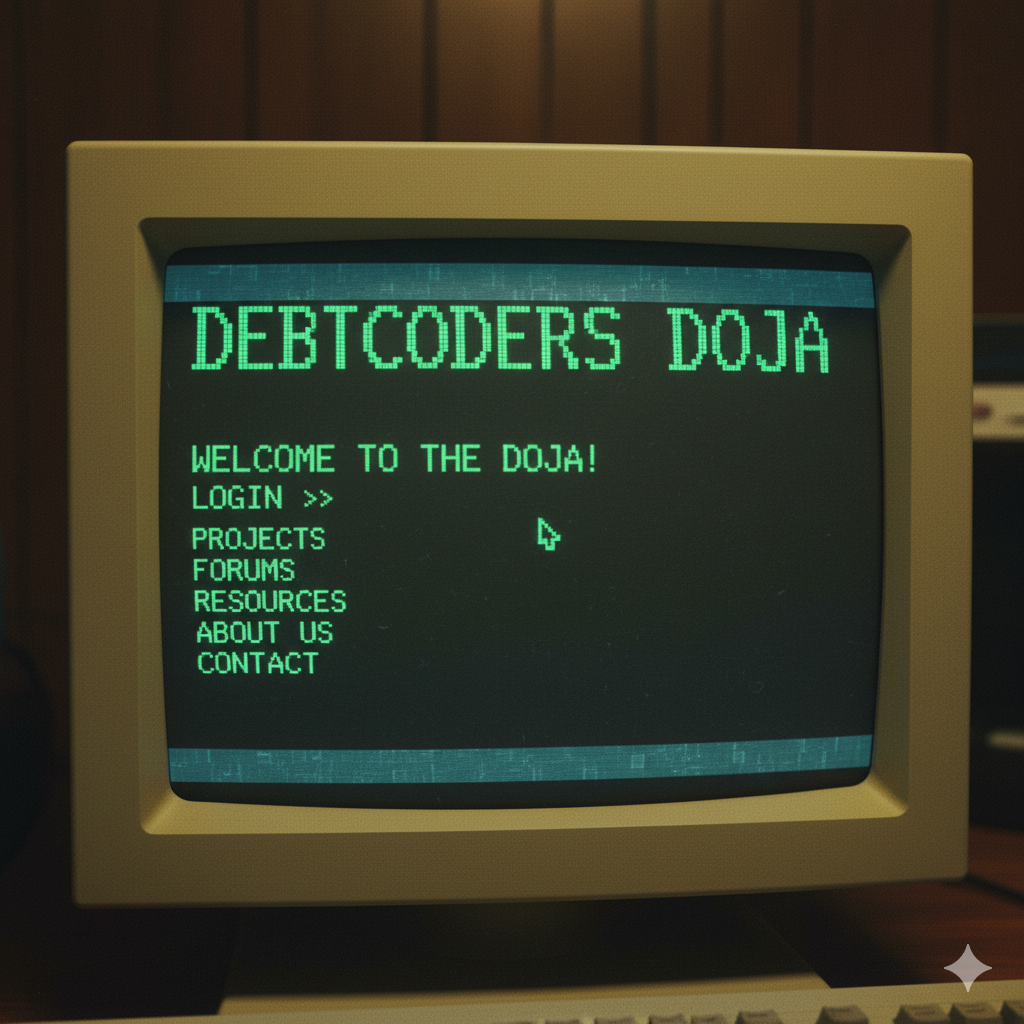 DEBTCODERS DOJA
WELCOME TO THE DOJA!
LOGIN >>
PROJECTS
FORUMS
RESOURCES
ABOUT US
CONTACT